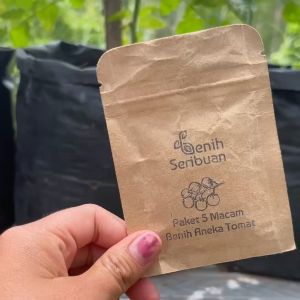 Benih
Seribuan
Paket 5 Macam
Benih Aneka Tomat